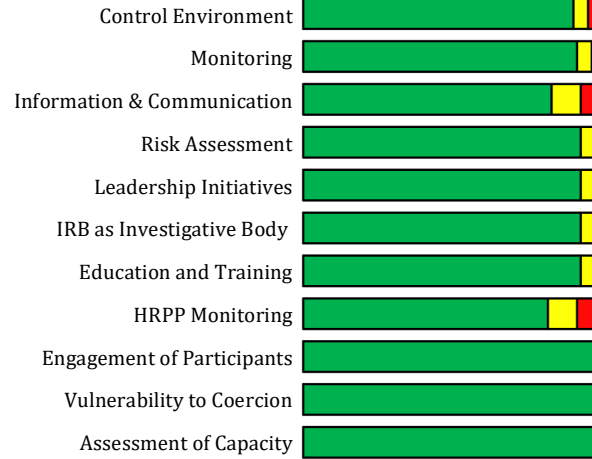 Control Environment
Monitoring
Information & Communication
Risk Assessment
Leadership Initiatives
IRB as Investigative Body
Education and Training
HRPP Monitoring
Engagement of Participants
Vulnerability to Coercion
Assessment of Capacity